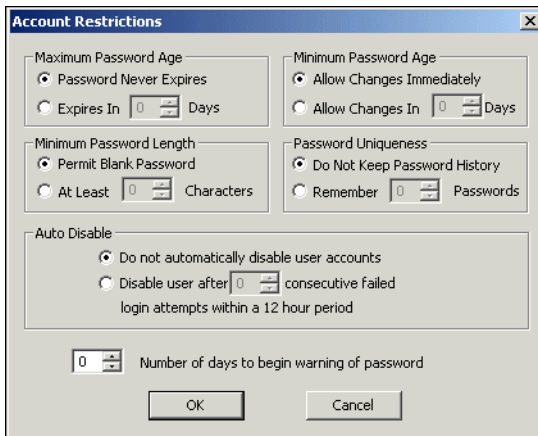 Account Restrictions
Maximum Password Age
Password Never Expires
Expires In 0 Days
Minimum Password Age
Allow Changes Immediately
Allow Changes In 0 Days
Minimum Password Length
Permit Blank Password
At Least 0 Characters
Password Uniqueness
Do Not Keep Password History
Remember 0 Passwords
Auto Disable
Do not automatically disable user accounts
Disable user after 0 consecutive failed
login attempts within a 12 hour period
0 Number of days to begin warning of password
OK Cancel